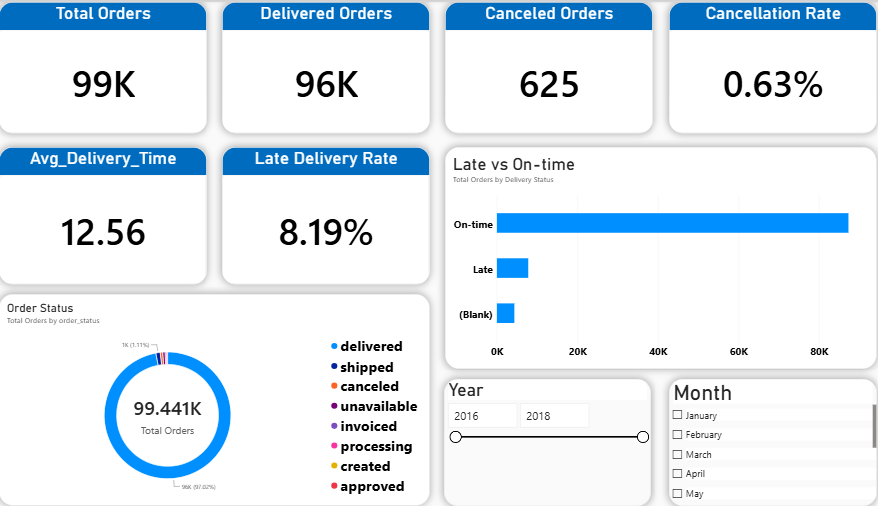 Total Orders
99K
Delivered Orders
96K
Canceled Orders
625
Cancellation Rate
0.63%
Avg_Delivery_Time
12.56
Late Delivery Rate
8.19%
Late vs On-time
Total Orders by Delivery Status
On-time
Late
(Blank)
0K 20K 40K 60K 80K
Order Status
Total Orders by order_status
1K (1.11%)
99.441K
Total Orders
96K (97.02%)
delivered
shipped
canceled
unavailable
invoiced
processing
created
approved
Year
2016 2018
Month
January
February
March
April
May